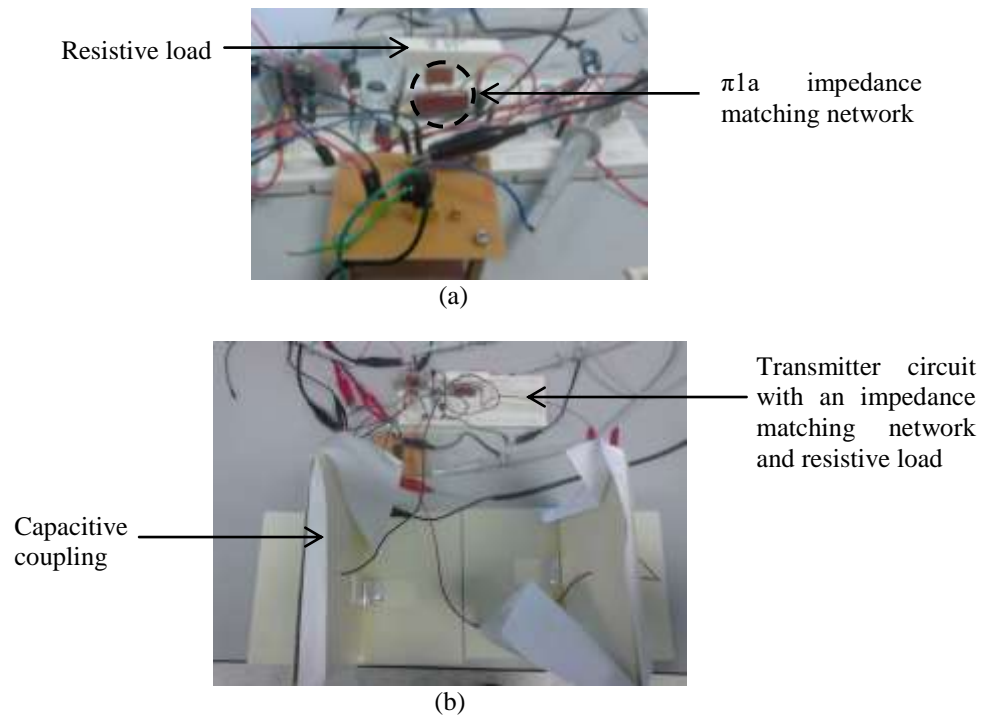 Resistive load
π1a impedance
matching network
(a)
Transmitter circuit
with an impedance
matching network
and resistive load
Capacitive
coupling
(b)